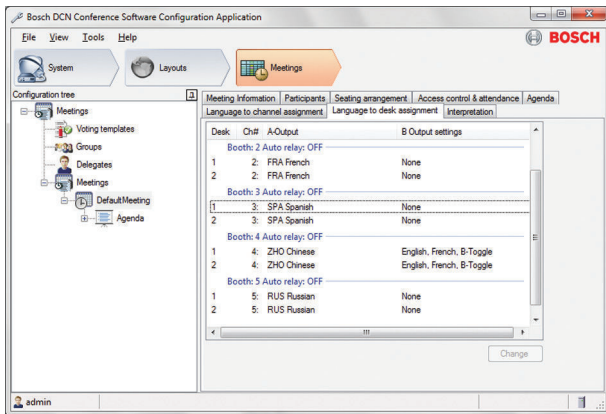 Bosch DCN Conference Software Configuration Application
File View Tools Help
BOSCH
System Layouts Meetings
Configuration tree
Meetings
Voting templates
Groups
Delegates
Meetings
DefaultMeeting
Agenda
Meeting Information Participants Seating arrangement Access control & attendance Agenda
Language to channel assignment Language to desk assignment Interpretation
Desk Ch# A-Output B Output settings
Booth: 2 Auto relay: OFF
1 2: FRA French None
2 2: FRA French None
Booth: 3 Auto relay: OFF
1 3: SPA Spanish None
2 3: SPA Spanish None
Booth: 4 Auto relay: OFF
1 4: ZHO Chinese English, French, B-Toggle
2 4: ZHO Chinese English, French, B-Toggle
Booth: 5 Auto relay: OFF
1 5: RUS Russian None
2 5: RUS Russian None
Change
admin